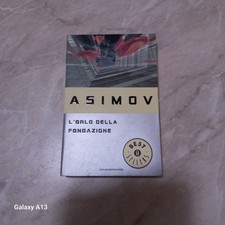 ASIMOV
L'ORLO DELLA
FONDAZIONE
BEST
SELLERS
Galaxy A13